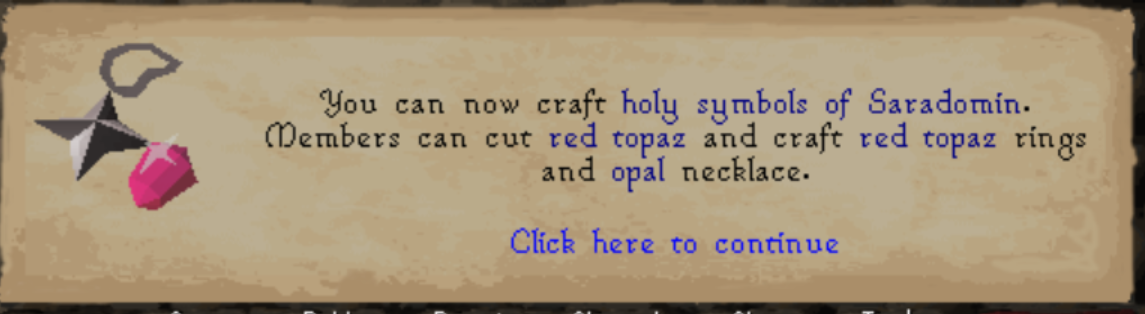 You can now craft holy symbols of Saradomin.
Members can cut red topaz and craft red topaz rings
and opal necklace.
Click here to continue